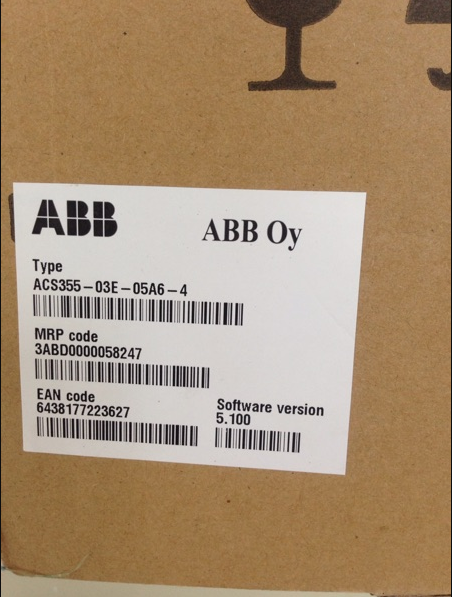 ABB
ABB Oy
Type
ACS355-03E-05A6-4
MRP code
3ABD0000058247
EAN code
6438177223627
Software version
5.100